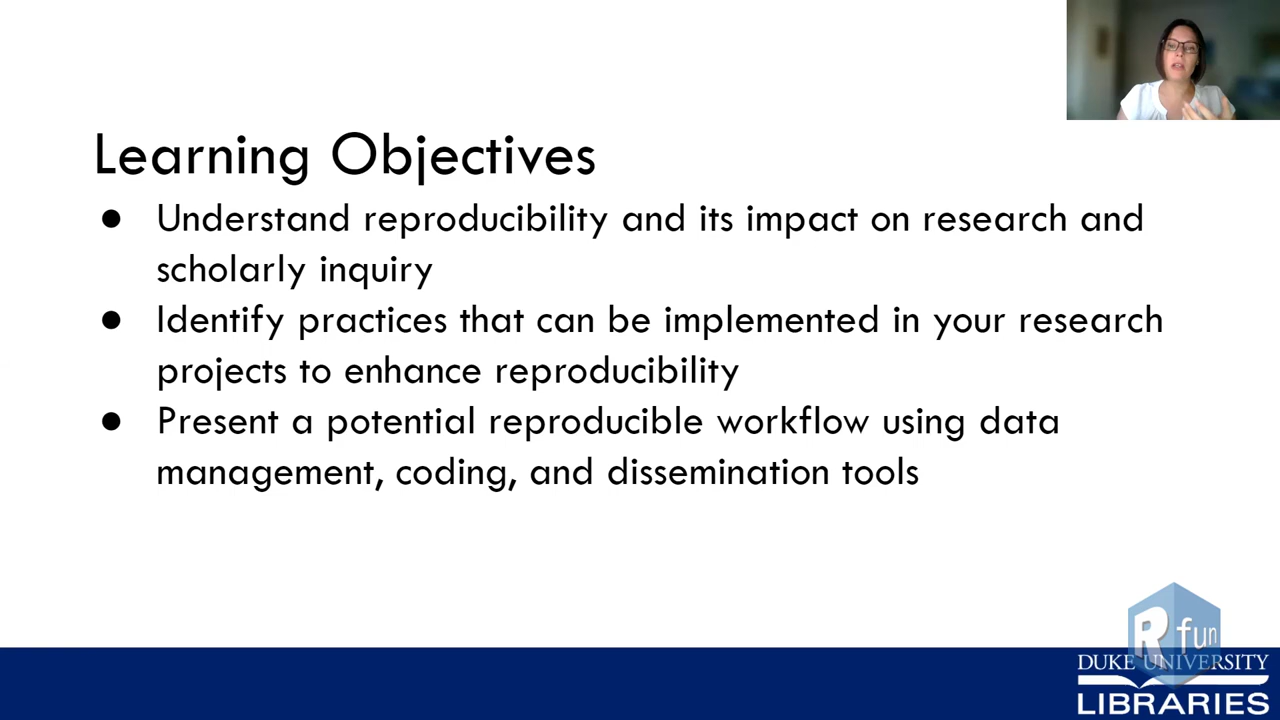 Learning Objectives
● Understand reproducibility and its impact on research and
scholarly inquiry
● Identify practices that can be implemented in your research
projects to enhance reproducibility
● Present a potential reproducible workflow using data
management, coding, and dissemination tools
R fun
DUKE UNIVERSITY
LIBRARIES